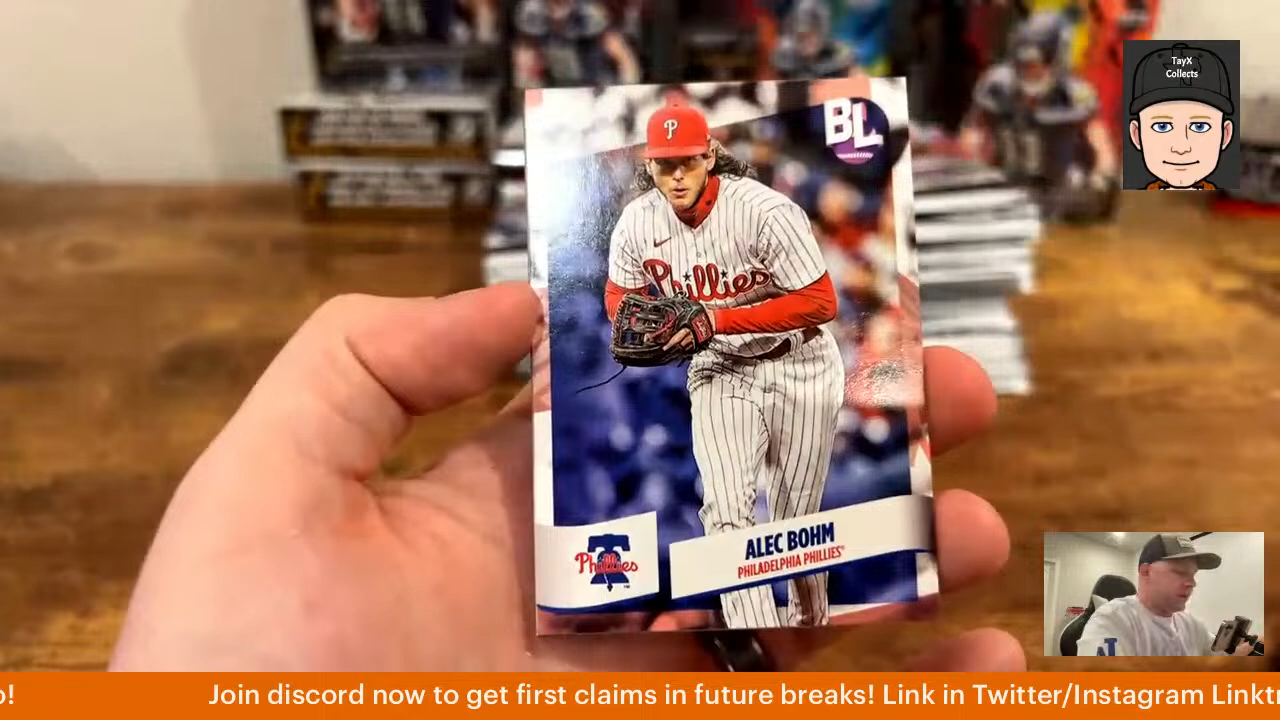 TayX
Collects
BL
P
Phillies
Phillies
ALEC BOHM
PHILADELPHIA PHILLIES
Join discord now to get first claims in future breaks! Link in Twitter/Instagram